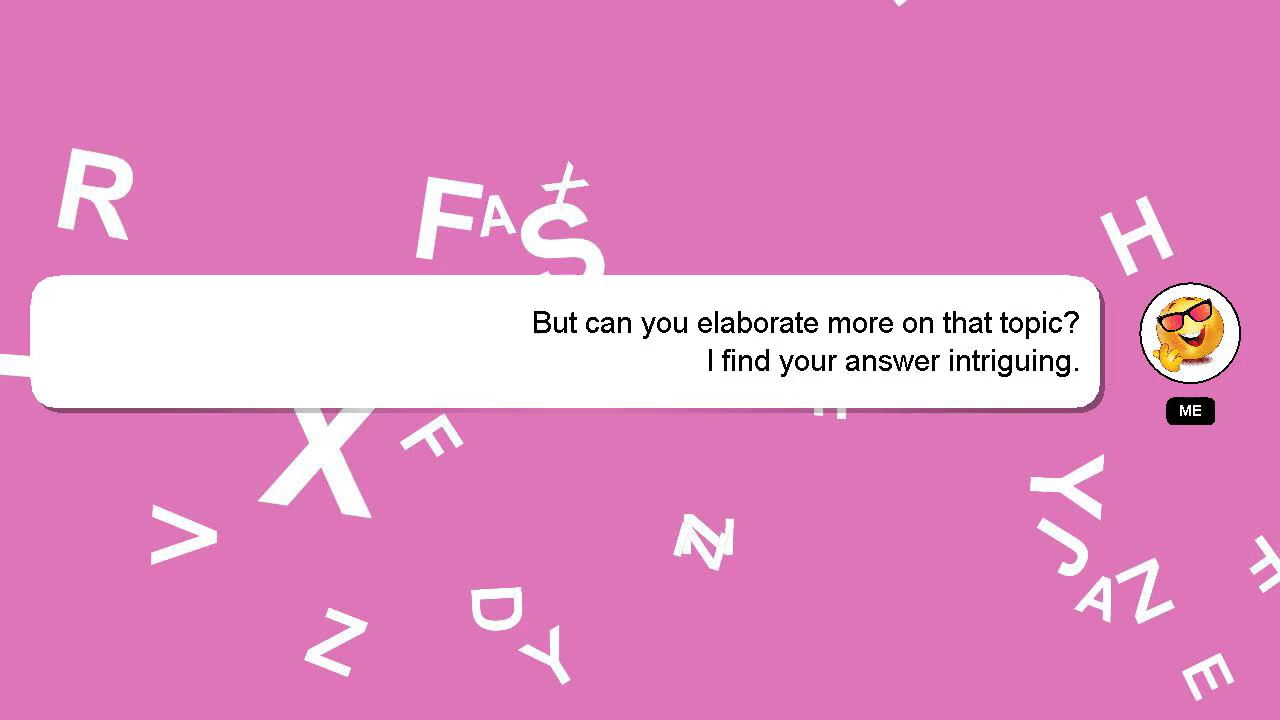 But can you elaborate more on that topic?
I find your answer intriguing.
ME
R
F
A
X
S
H
X
F
V
N
D
Y
Z
N
Y
J
A
Z
F
E